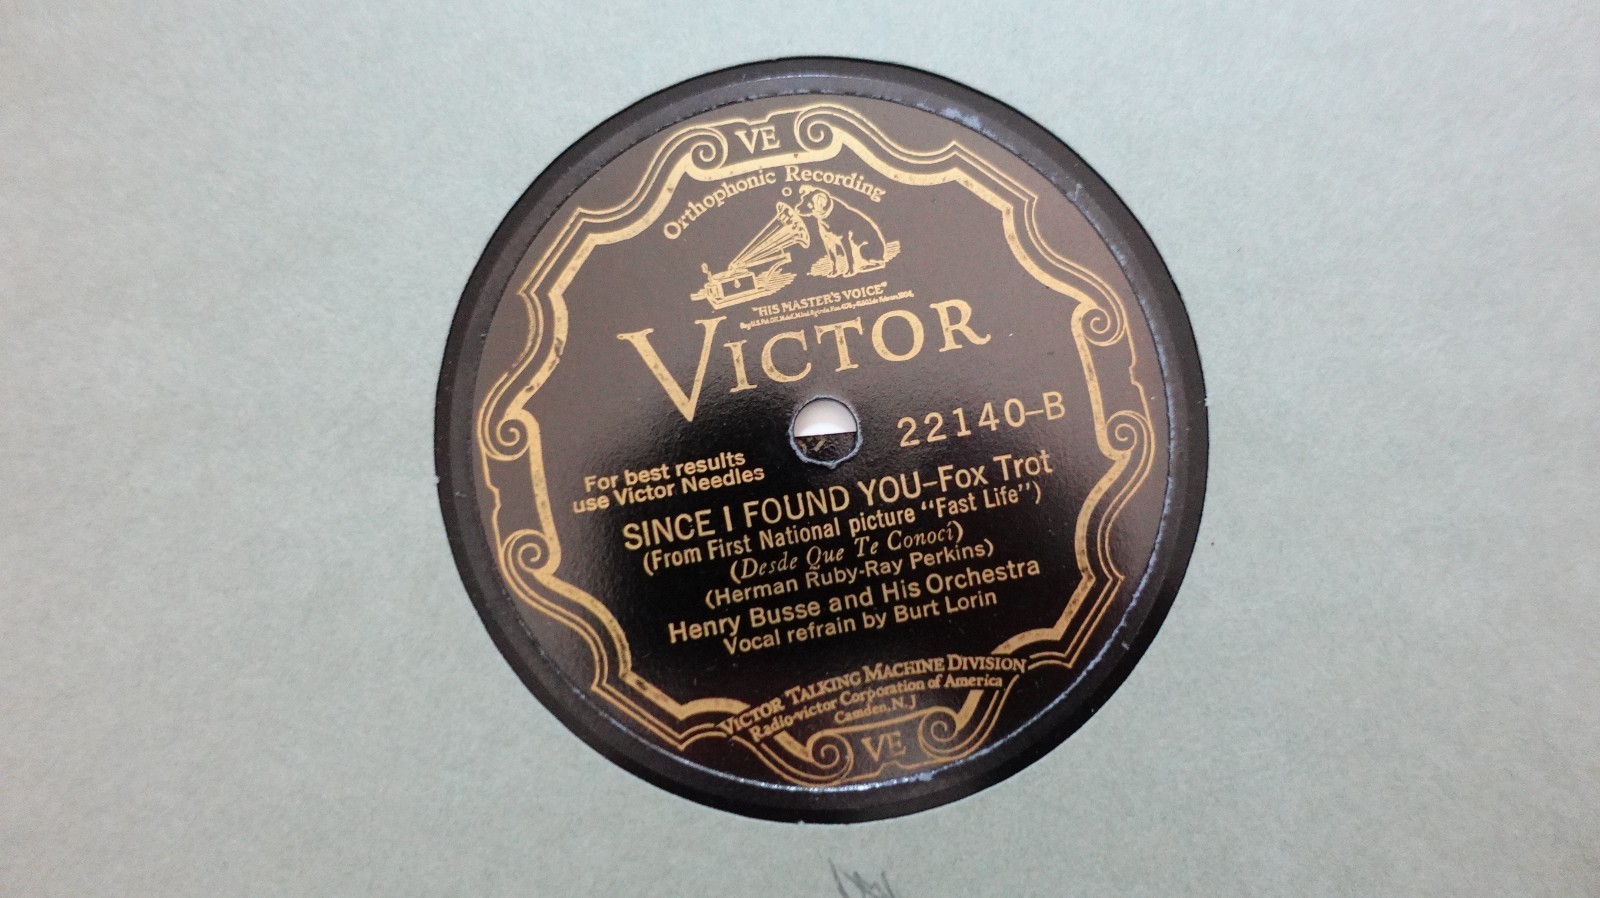 VE
Orthophonic Recording
"HIS MASTER'S VOICE"
VICTOR
22140-B
For best results
use Victor Needles
SINCE I FOUND YOU-Fox Trot
(From First National picture "Fast Life")
(Desde Que Te Conocí)
(Herman Ruby-Ray Perkins)
Henry Busse and His Orchestra
Vocal refrain by Burt Lorin
VICTOR TALKING MACHINE DIVISION
Radio-victor Corporation of America
Camden, N. J
VE